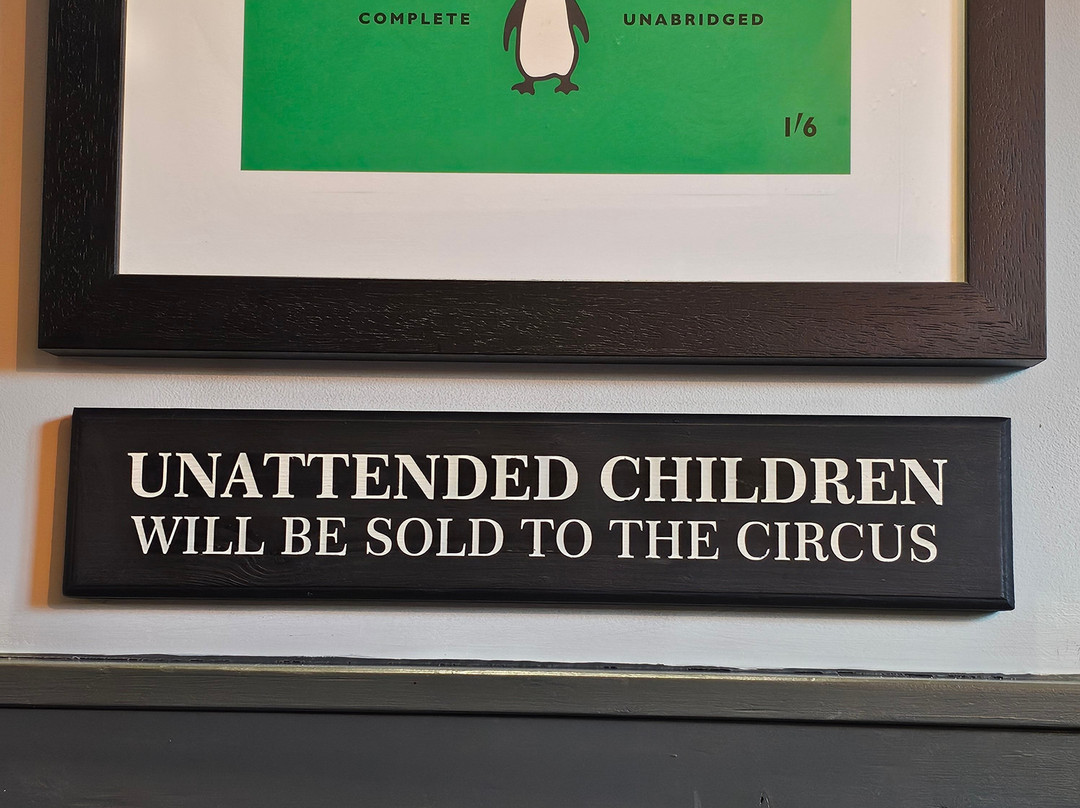 COMPLETE UNABRIDGED
1/6
UNATTENDED CHILDREN
WILL BE SOLD TO THE CIRCUS